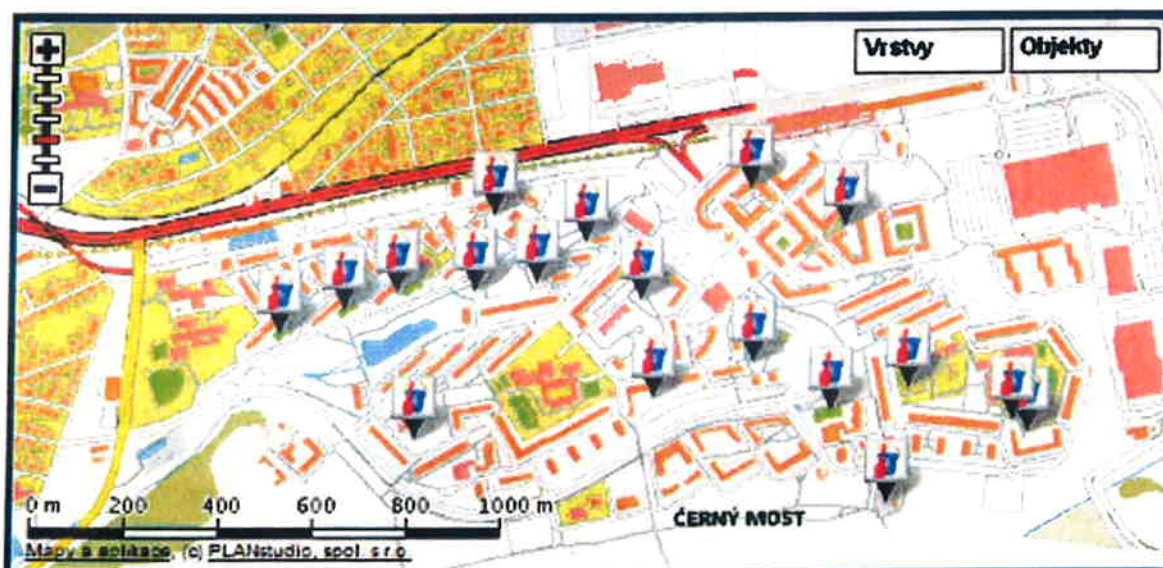 Vrstvy
Objekty
0 m 200 400 600 800 1000 m
ČERNÝ MOST
Mapy a aplikace, (c) PLANstudio, spol. s r.o.